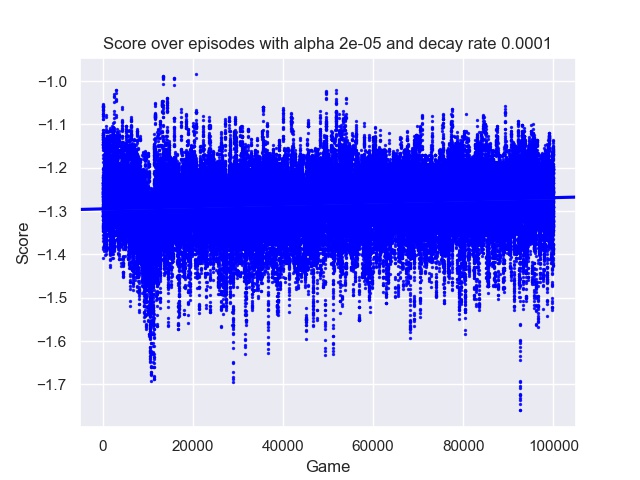 Score over episodes with alpha 2e-05 and decay rate 0.0001
−1.0
−1.1
−1.2
−1.3
−1.4
−1.5
−1.6
−1.7
Score
0 20000 40000 60000 80000 100000
Game